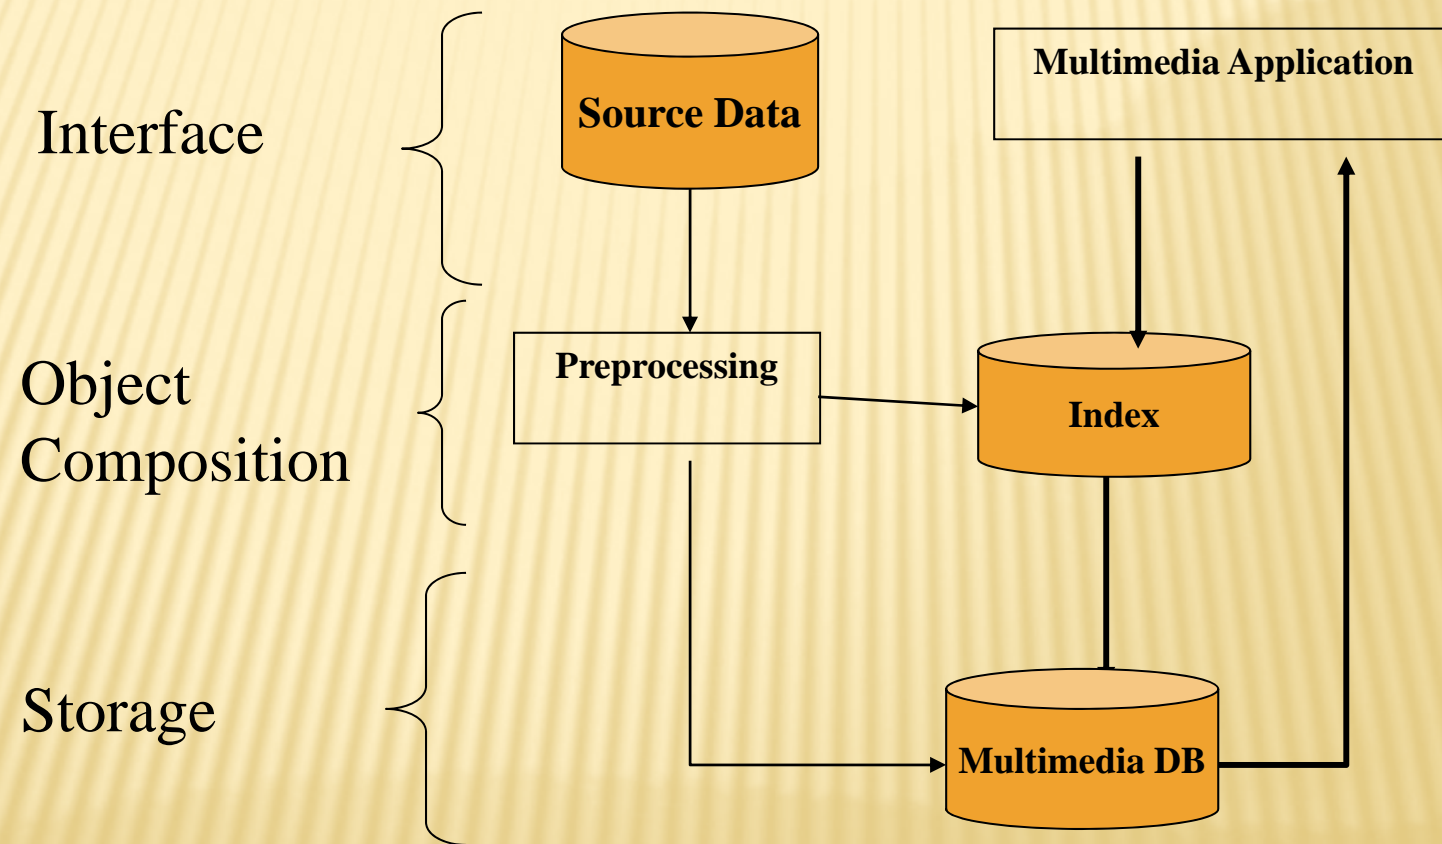 Interface
Source Data
Multimedia Application
Object
Composition
Preprocessing
Index
Storage
Multimedia DB